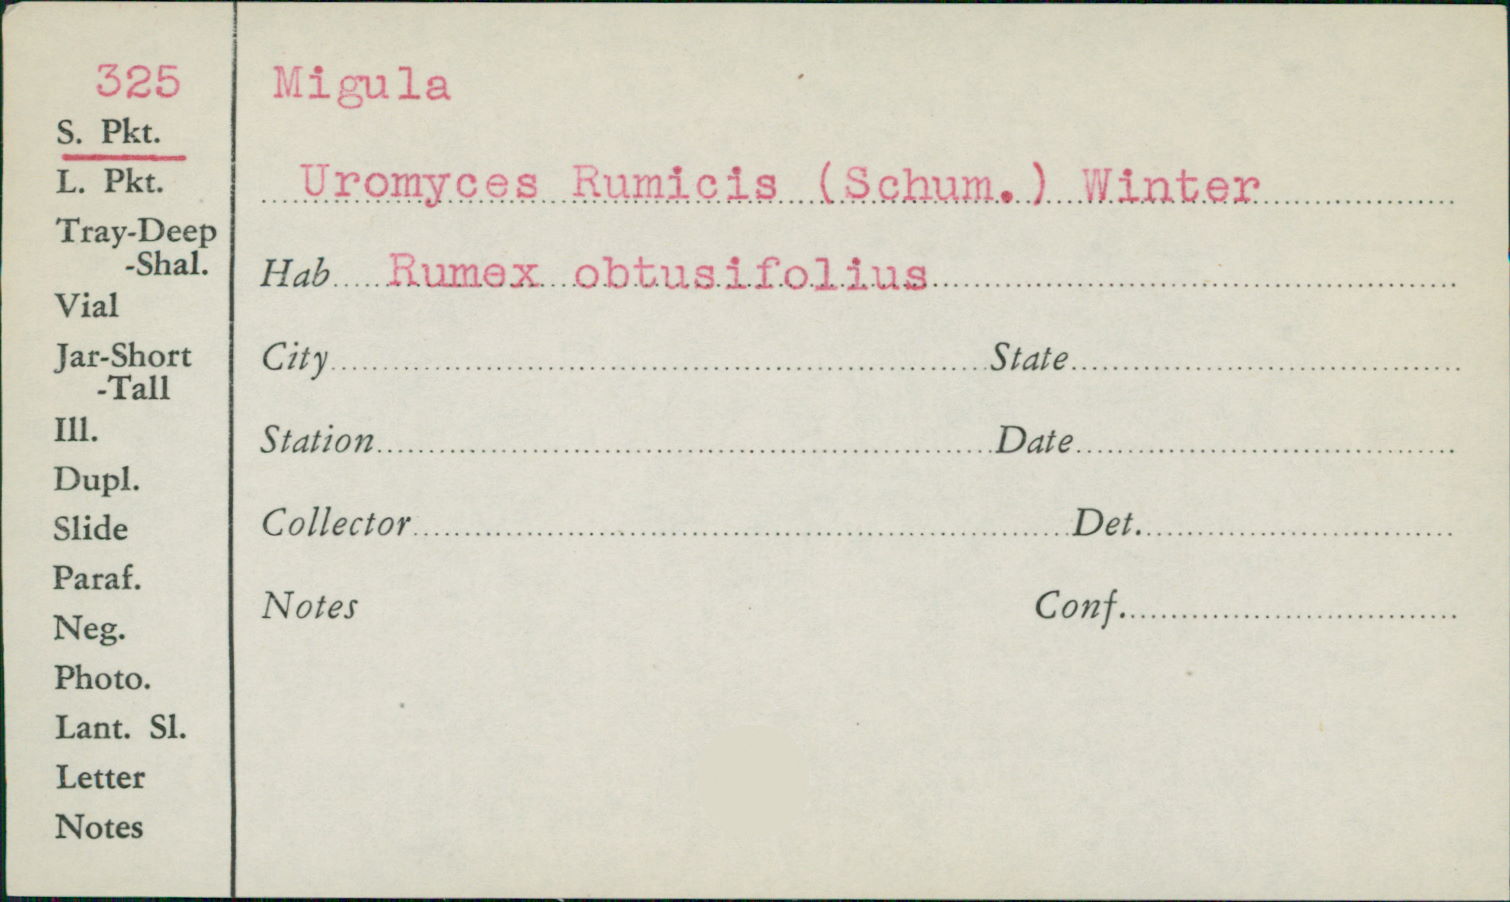 325
S. Pkt.
L. Pkt.
Tray-Deep
-Shal.
Vial
Jar-Short
-Tall
Ill.
Dupl.
Slide
Paraf.
Neg.
Photo.
Lant. Sl.
Letter
Notes
Migula
Uromyces Rumicis (Schum.) Winter
Hab Rumex obtusifolius
City State
Station Date
Collector Det.
Notes Conf.